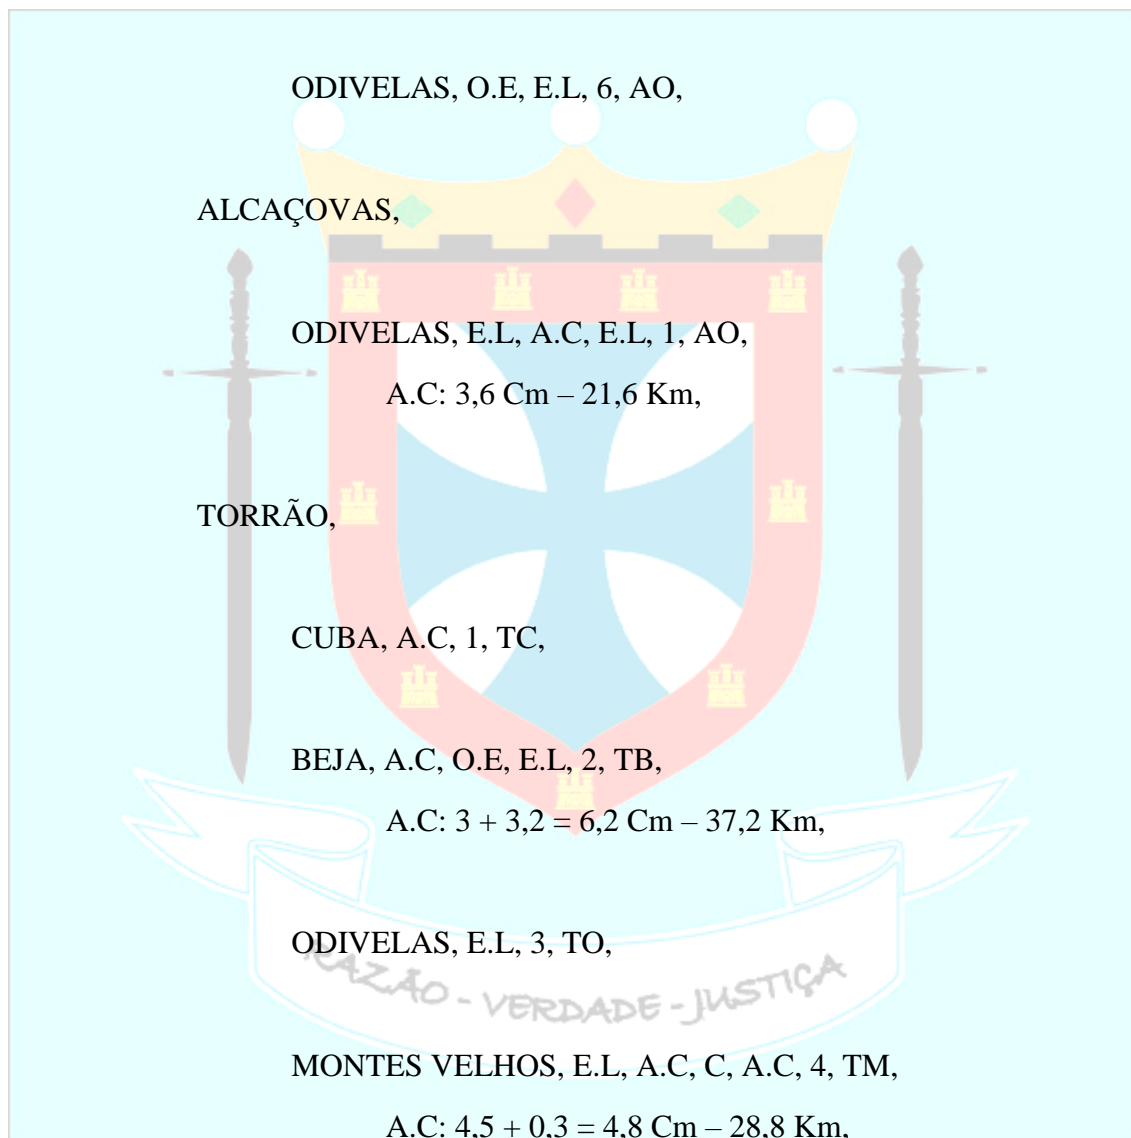 ODIVELAS, O.E, E.L, 6, AO,
ALCAÇOVAS,
ODIVELAS, E.L, A.C, E.L, 1, AO,
A.C: 3,6 Cm – 21,6 Km,
TORRÃO,
CUBA, A.C, 1, TC,
BEJA, A.C, O.E, E.L, 2, TB,
A.C: 3 + 3,2 = 6,2 Cm – 37,2 Km,
ODIVELAS, E.L, 3, TO,
RAZÃO - VERDADE - JUSTIÇA
MONTES VELHOS, E.L, A.C, C, A.C, 4, TM,
A.C: 4,5 + 0,3 = 4,8 Cm – 28,8 Km,